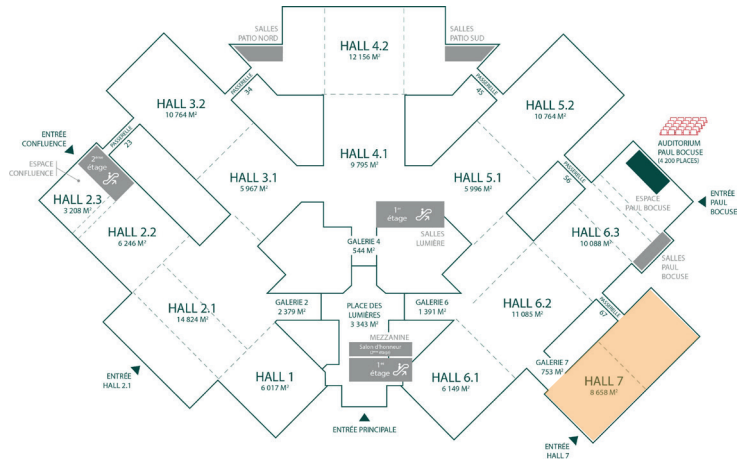 SALLES
PATIO NORD
SALLES
PATIO SUD
HALL 4.2
12 156 M²
HALL 3.2
10 764 M²
PASSERELLE
34
PASSERELLE
45
HALL 5.2
10 764 M²
AUDITORIUM
PAUL BOCUSE
(4 200 PLACES)
ENTRÉE
CONFLUENCE
PASSERELLE
23
ESPACE
CONFLUENCE
2ème
étage
HALL 4.1
9 795 M²
HALL 3.1
5 967 M²
HALL 5.1
5 996 M²
PASSERELLE
56
ESPACE
PAUL BOCUSE
ENTRÉE
PAUL
BOCUSE
HALL 2.3
3 208 M²
HALL 2.2
6 246 M²
1er
étage
SALLES
LUMIÈRE
GALERIE 4
544 M²
HALL 6.3
10 088 M²
SALLES
PAUL
BOCUSE
HALL 2.1
14 824 M²
GALERIE 2
2 379 M²
PLACE DES
LUMIÈRES
3 343 M²
GALERIE 6
1 391 M²
HALL 6.2
11 085 M²
PASSERELLE
67
MEZZANINE
Salon d'honneur
1er
étage
ENTRÉE
HALL 2.1
HALL 1
6 017 M²
HALL 6.1
6 149 M²
GALERIE 7
753 M²
HALL 7
8 658 M²
ENTRÉE PRINCIPALE
ENTRÉE
HALL 7